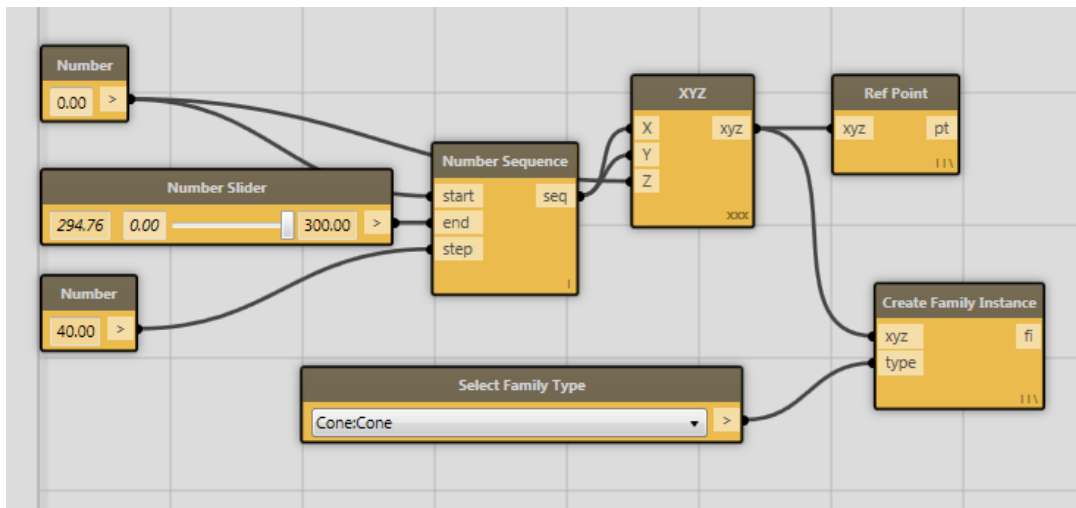 Number
0.00 >
Number Slider
294.76 0.00 300.00 >
Number
40.00 >
Number Sequence
start seq
end
step
I
XYZ
X xyz
Y
Z
xxx
Ref Point
xyz pt
I I \
Select Family Type
Cone:Cone >
Create Family Instance
xyz fi
type
I I \